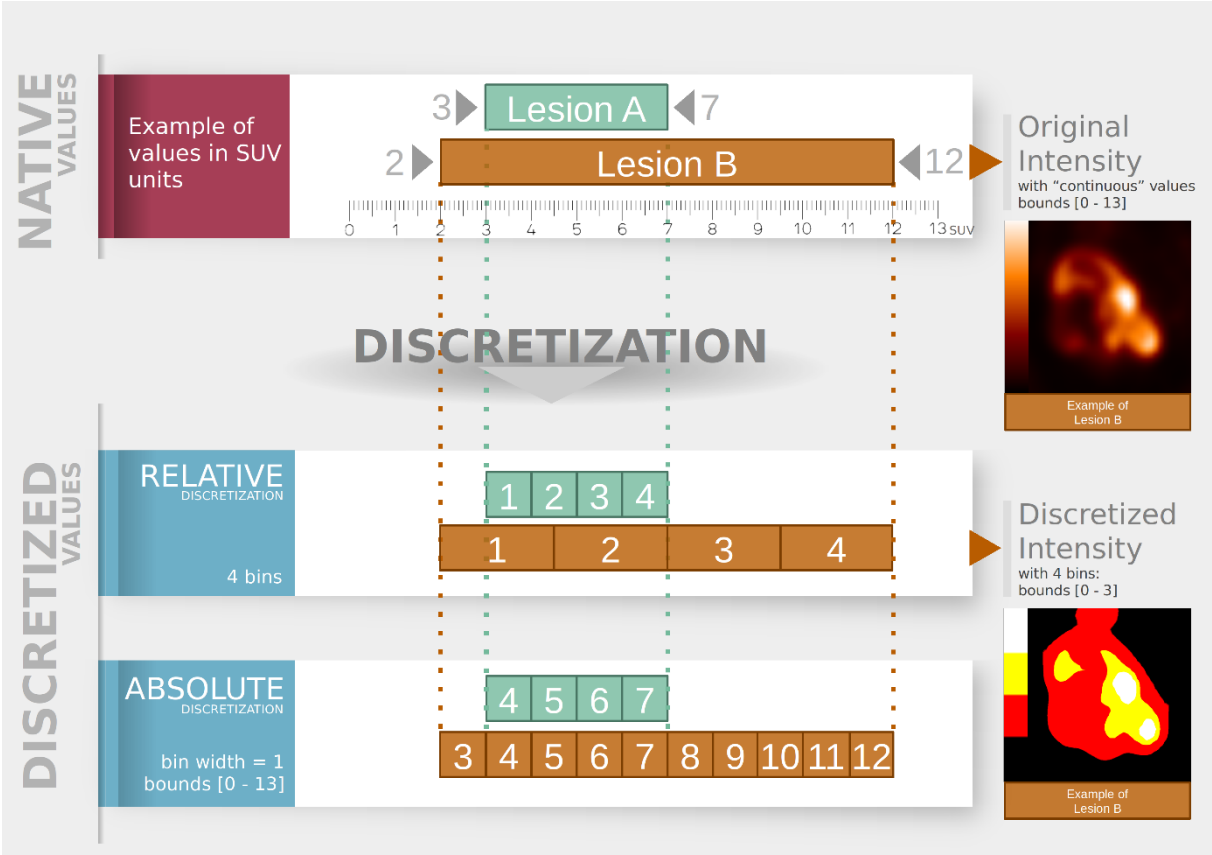 NATIVE
VALUES
Example of
values in SUV
units
3
Lesion A
7
2
Lesion B
12
0 1 2 3 4 5 6 7 8 9 10 11 12 13 SUV
Original
Intensity
with “continuous” values
bounds [0 - 13]
Example of
Lesion B
DISCRETIZATION
DISCRETIZED
VALUES
RELATIVE
DISCRETIZATION
4 bins
1 2 3 4
1 2 3 4
Discretized
Intensity
with 4 bins:
bounds [0 - 3]
Example of
Lesion B
ABSOLUTE
DISCRETIZATION
bin width = 1
bounds [0 - 13]
4 5 6 7
3 4 5 6 7 8 9 10 11 12